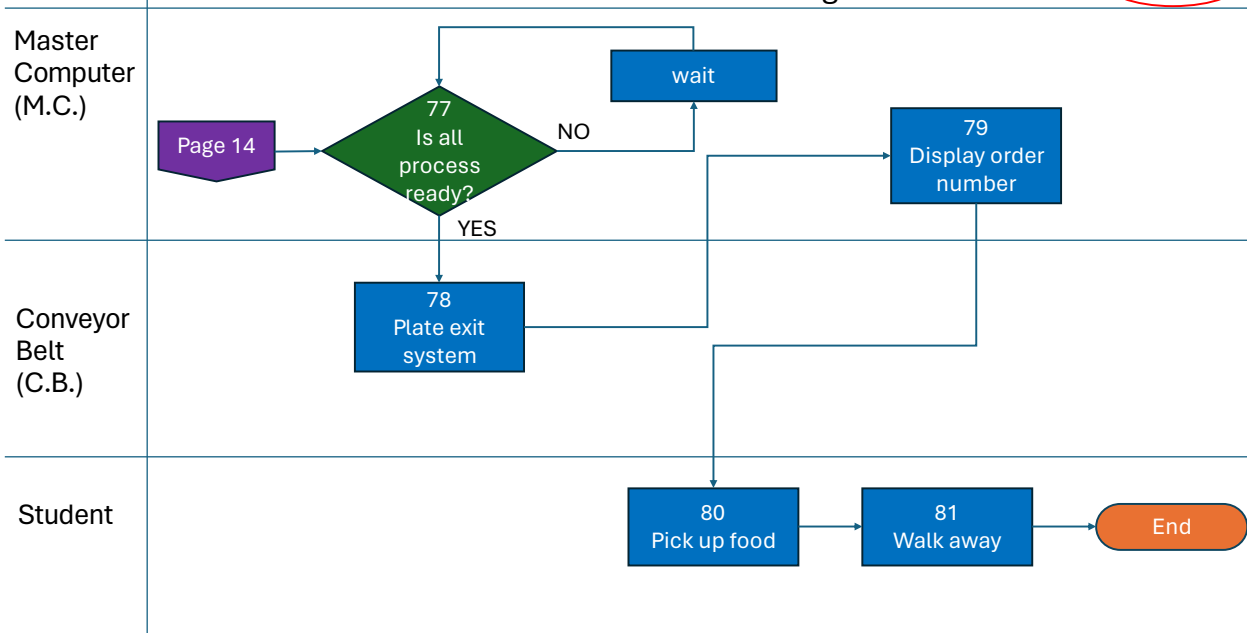 Master
Computer
(M.C.)
Page 14
77
Is all
process
ready?
NO
YES
wait
79
Display order
number
Conveyor
Belt
(C.B.)
78
Plate exit
system
Student
80
Pick up food
81
Walk away
End